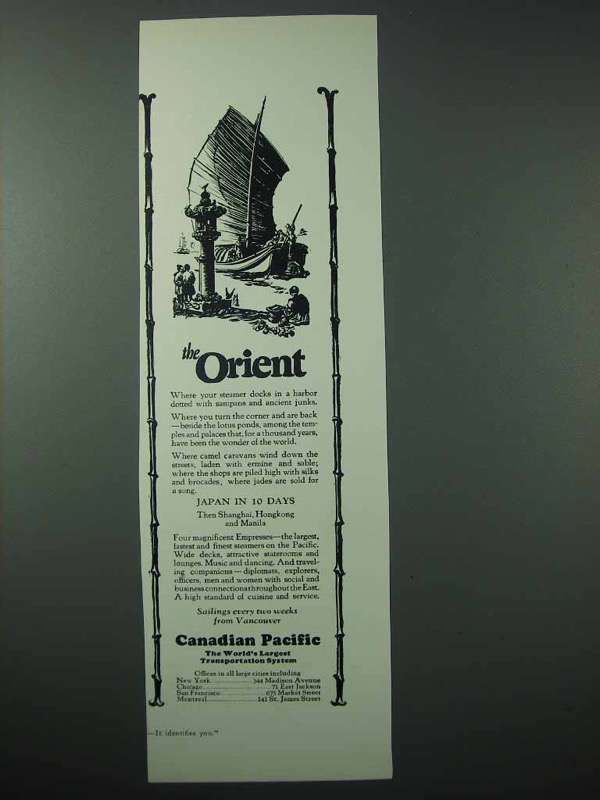 the Orient
Where your steamer docks in a harbor
dotted with sampans and ancient junks.
Where you turn the corner and are back
—beside the lotus ponds, among the tem-
ples and palaces that, for a thousand years,
have been the wonder of the world.
Where camel caravans wind down the
streets, laden with ermine and sable;
where the shops are piled high with silks
and brocades, where jades are sold for
a song.
JAPAN IN 10 DAYS
Then Shanghai, Hongkong
and Manila
Four magnificent Empresses—the largest,
fastest and finest steamers on the Pacific.
Wide decks, attractive staterooms and
lounges. Music and dancing. And travel-
ing companions—diplomats, explorers,
officers, men and women with social and
business connections throughout the East.
A high standard of cuisine and service.
Sailings every two weeks
from Vancouver
Canadian Pacific
The World's Largest
Transportation System
Offices in all large cities including
New York 344 Madison Avenue
Chicago 71 East Jackson
San Francisco 675 Market Street
Montreal 141 St. James Street
—It identifies you."